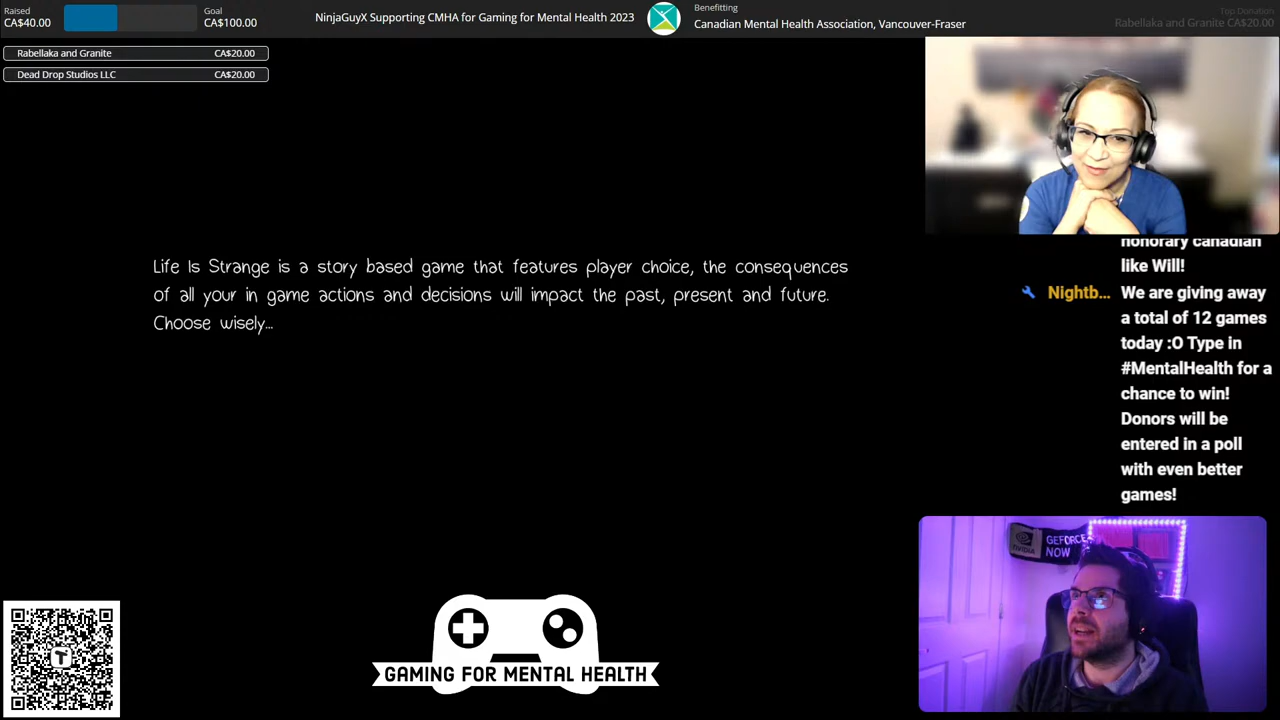 Raised
CA$40.00
Goal
CA$100.00
NinjaGuyX Supporting CMHA for Gaming for Mental Health 2023
Benefitting
Canadian Mental Health Association, Vancouver-Fraser
Top Donation
Rabellaka and Granite CA$20.00
Rabellaka and Granite CA$20.00
Dead Drop Studios LLC CA$20.00
honorary canadian
like Will!
Nightb... We are giving away
a total of 12 games
today :O Type in
#MentalHealth for a
chance to win!
Donors will be
entered in a poll
with even better
games!
Life Is Strange is a story based game that features player choice, the consequences
of all your in game actions and decisions will impact the past, present and future.
Choose wisely...
NVIDIA
GEFORCE
NOW
T
GAMING FOR MENTAL HEALTH